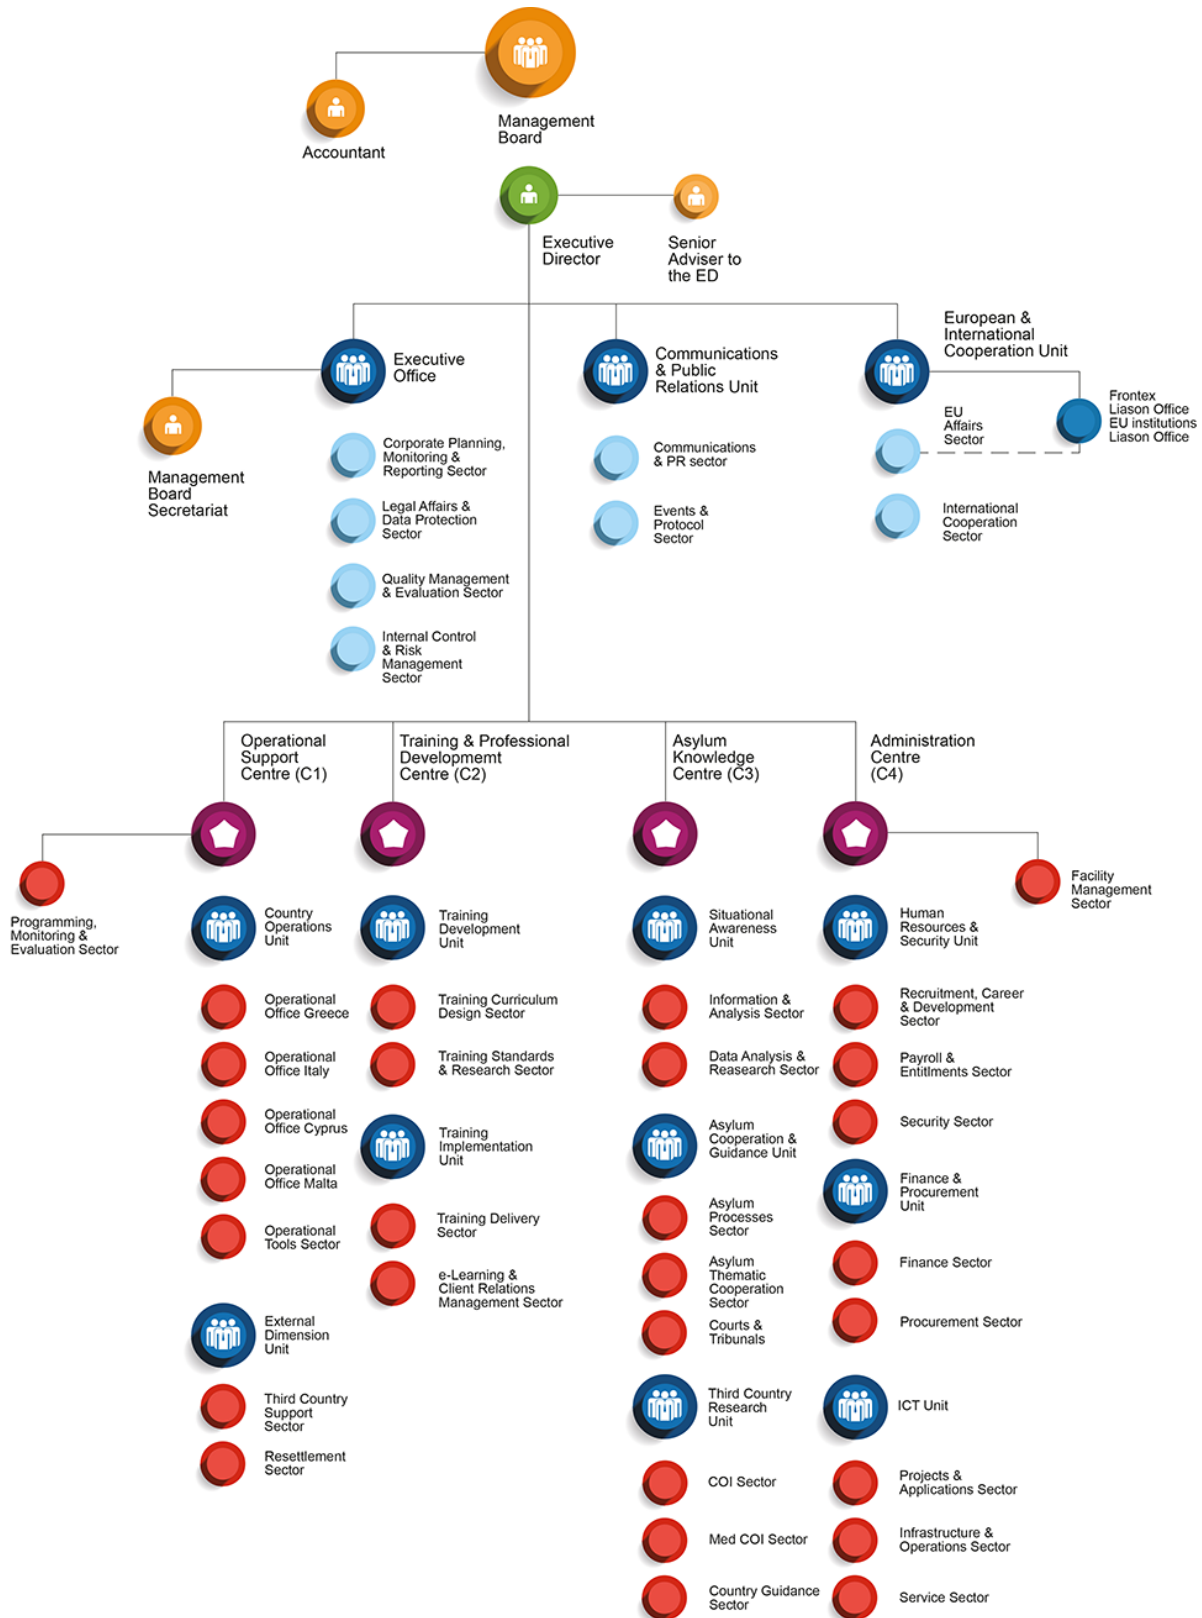 Management
Board
Accountant
Executive
Director
Senior
Adviser to
the ED
Executive
Office
Communications
& Public
Relations Unit
European &
International
Cooperation Unit
Management
Board
Secretariat
Corporate Planning,
Monitoring &
Reporting Sector
Legal Affairs &
Data Protection
Sector
Quality Management
& Evaluation Sector
Internal Control
& Risk
Management
Sector
Communications
& PR sector
Events &
Protocol
Sector
EU
Affairs
Sector
International
Cooperation
Sector
Frontex
Liason Office
EU institutions
Liason Office
Operational
Support
Centre (C1)
Training & Professional
Developmemt
Centre (C2)
Asylum
Knowledge
Centre (C3)
Administration
Centre
(C4)
Programming,
Monitoring &
Evaluation Sector
Country
Operations
Unit
Operational
Office Greece
Operational
Office Italy
Operational
Office Cyprus
Operational
Office Malta
Operational
Tools Sector
External
Dimension
Unit
Third Country
Support
Sector
Resettlement
Sector
Training
Development
Unit
Training Curriculum
Design Sector
Training Standards
& Research Sector
Training
Implementation
Unit
Training Delivery
Sector
e-Learning &
Client Relations
Management Sector
Situational
Awareness
Unit
Information &
Analysis Sector
Data Analysis &
Reasearch Sector
Asylum
Cooperation &
Guidance Unit
Asylum
Processes
Sector
Asylum
Thematic
Cooperation
Sector
Courts &
Tribunals
Third Country
Research
Unit
COI Sector
Med COI Sector
Country Guidance
Sector
Human
Resources &
Security Unit
Recruitment, Career
& Development
Sector
Payroll &
Entitlments Sector
Security Sector
Finance &
Procurement
Unit
Finance Sector
Procurement Sector
ICT Unit
Projects &
Applications Sector
Infrastructure &
Operations Sector
Service Sector
Facility
Management
Sector